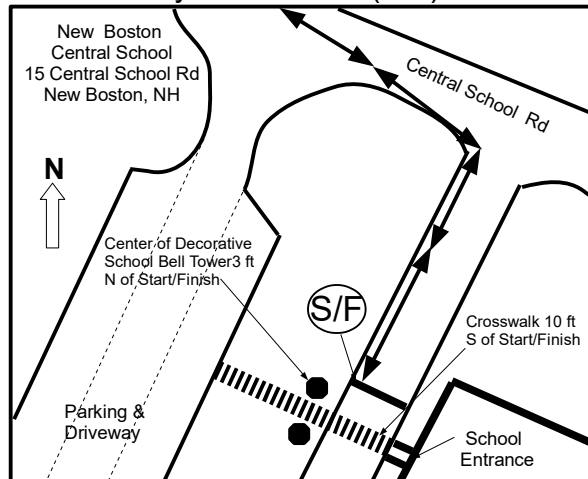 New Boston
Central School
15 Central School Rd
New Boston, NH
Central School Rd
N
Center of Decorative
School Bell Tower3 ft
N of Start/Finish
S/F
Crosswalk 10 ft
S of Start/Finish
Parking &
Driveway
School
Entrance